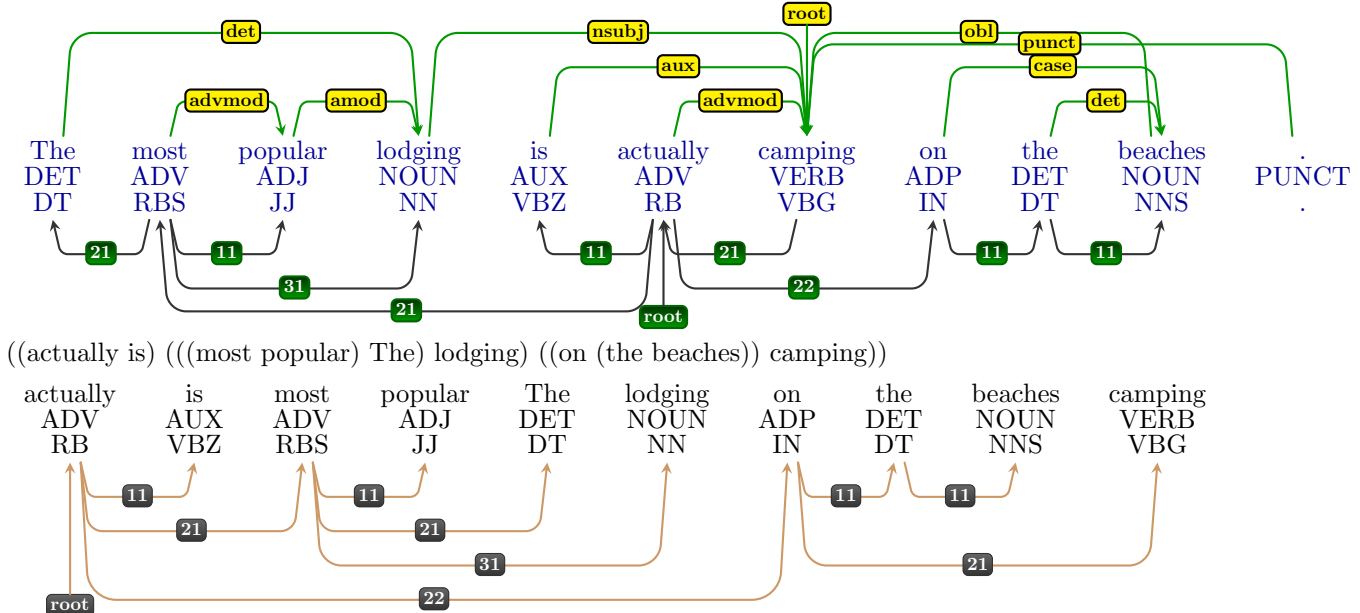 root
det nsubj obl
punct
aux case
advmod amod advmod det
The most popular lodging is actually camping on the beaches .
DET ADV ADJ NOUN AUX ADV VERB ADP DET NOUN PUNCT
DT RBS JJ NN VBZ RB VBG IN DT NNS .
21 11 11 21 11 11
31 22
21 root
((actually is) (((most popular) The) lodging) ((on (the beaches)) camping))
actually is most popular The lodging on the beaches camping
ADV AUX ADV ADJ DET NOUN ADP DET NOUN VERB
RB VBZ RBS JJ DT NN IN DT NNS VBG
11 11 11 11
21 21
31 21
root 22